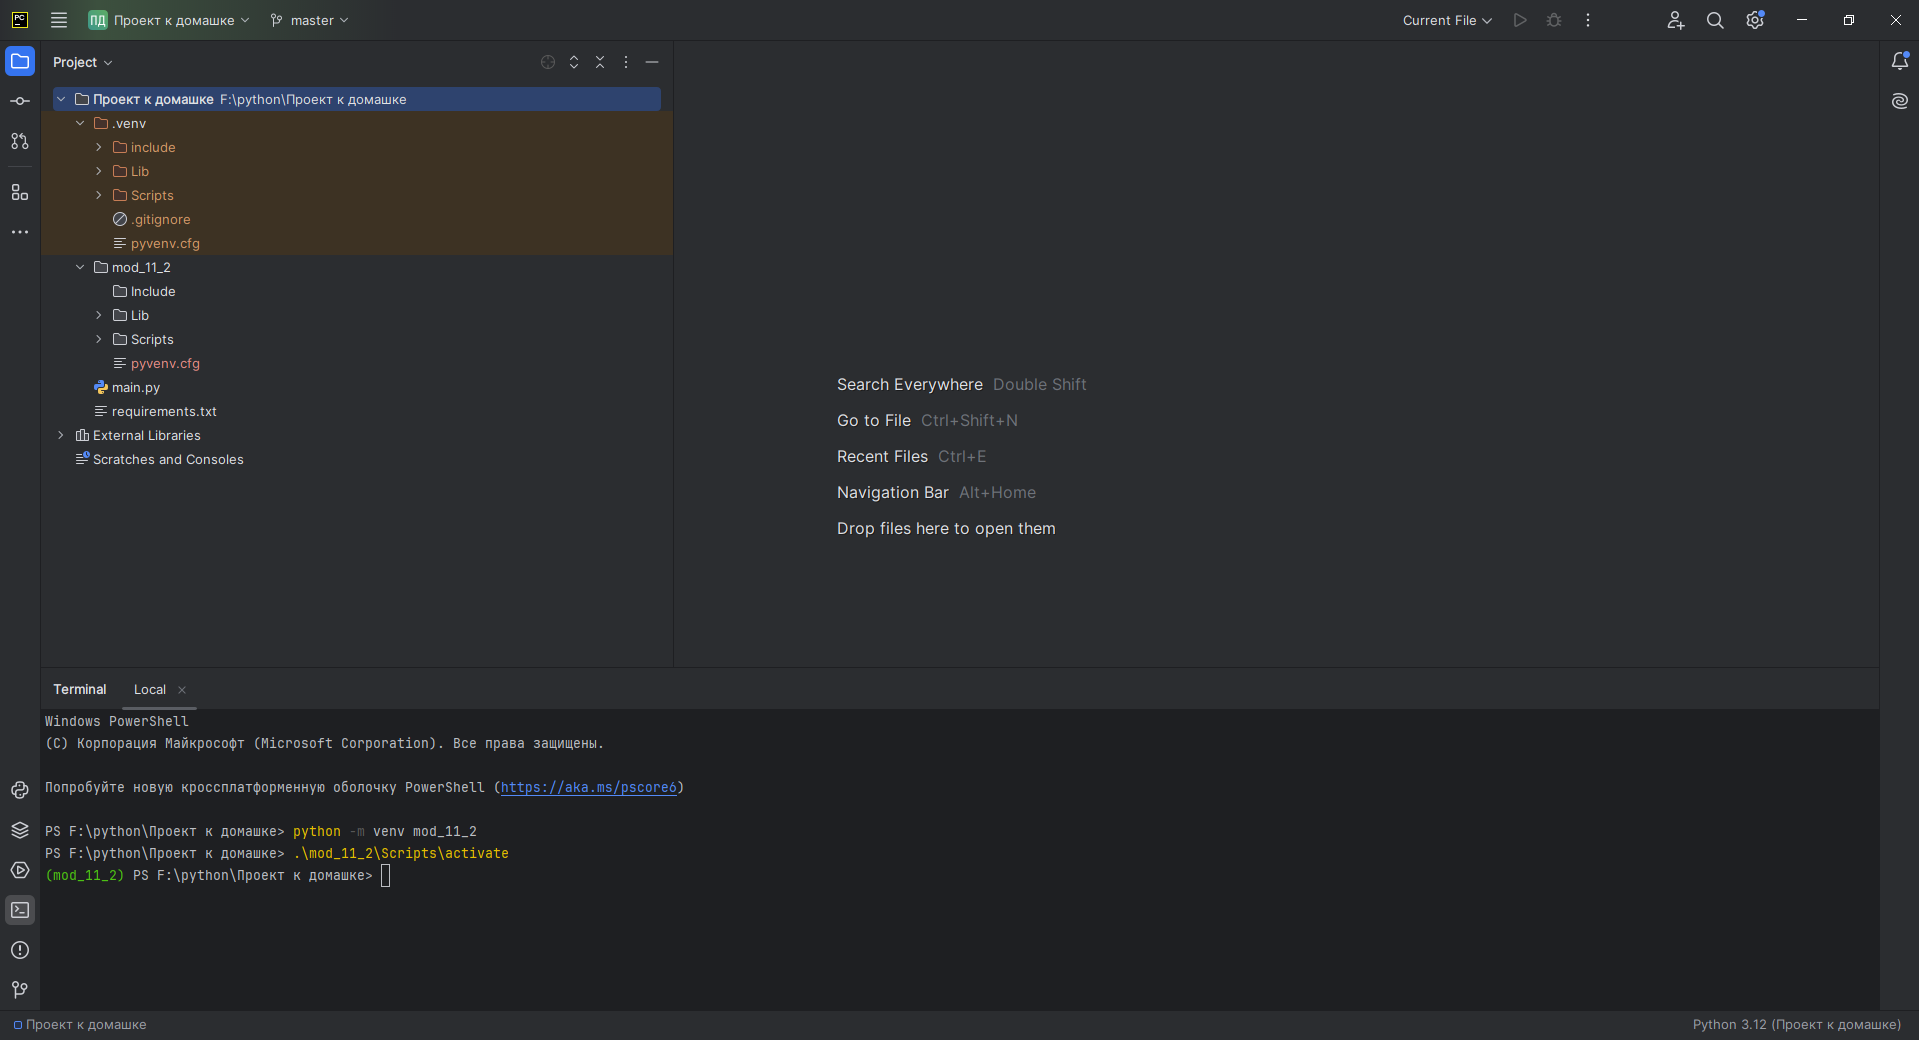 PC
ПД Проект к домашке
master
Current File
Project
Проект к домашке F:\python\Проект к домашке
.venv
include
Lib
Scripts
.gitignore
pyvenv.cfg
mod_11_2
Include
Lib
Scripts
pyvenv.cfg
main.py
requirements.txt
External Libraries
Scratches and Consoles
Search Everywhere Double Shift
Go to File Ctrl+Shift+N
Recent Files Ctrl+E
Navigation Bar Alt+Home
Drop files here to open them
Terminal Local
Windows PowerShell
(C) Корпорация Майкрософт (Microsoft Corporation). Все права защищены.
Попробуйте новую кроссплатформенную оболочку PowerShell (https://aka.ms/pscore6)
PS F:\python\Проект к домашке> python -m venv mod_11_2
PS F:\python\Проект к домашке> .\mod_11_2\Scripts\activate
(mod_11_2) PS F:\python\Проект к домашке>
Проект к домашке
Python 3.12 (Проект к домашке)